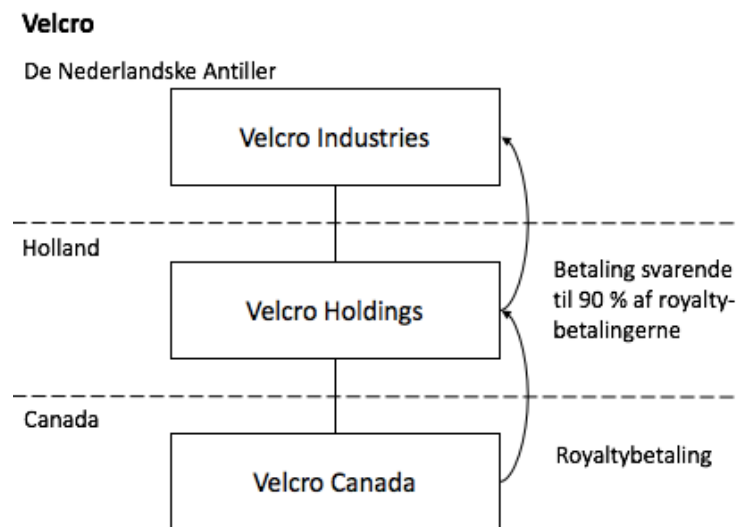 Velcro
De Nederlandske Antiller
Velcro Industries
Holland
Velcro Holdings
Betaling svarende
til 90 % af royalty-
betalingerne
Canada
Velcro Canada
Royaltybetaling